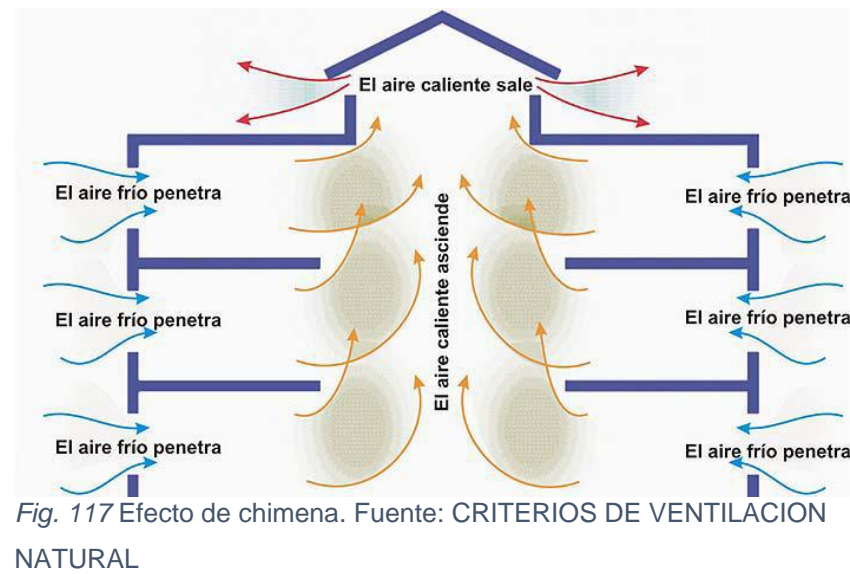 El aire caliente sale
El aire frío penetra
El aire frío penetra
El aire caliente asciende
El aire frío penetra
El aire frío penetra
El aire frío penetra
El aire frío penetra
Fig. 117 Efecto de chimena. Fuente: CRITERIOS DE VENTILACION
NATURAL